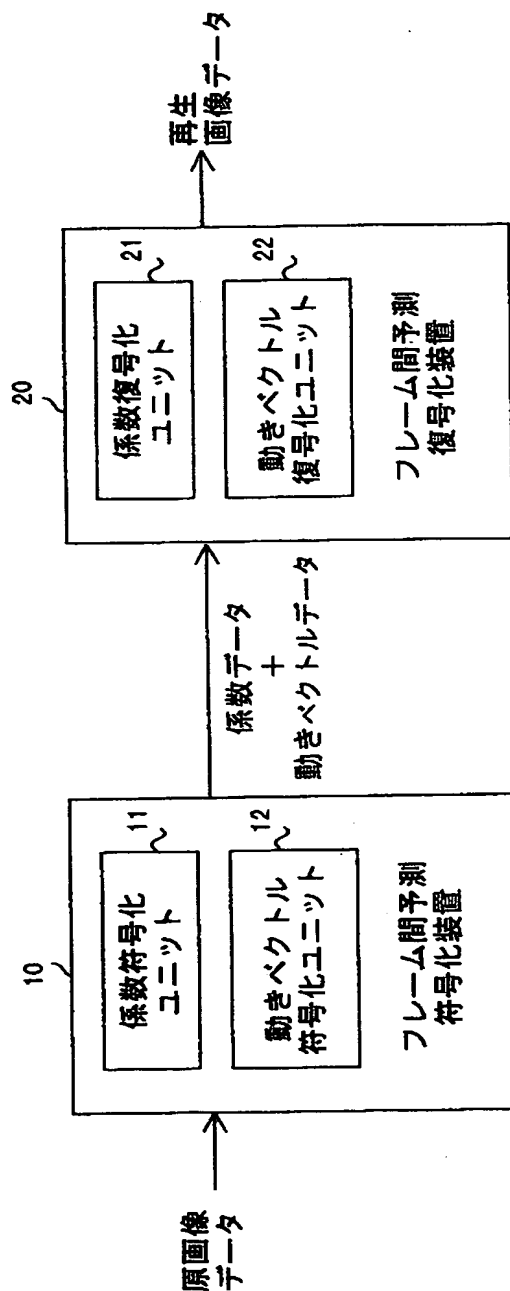 原画像
データ
10
係数符号化
ユニット
11
動きベクトル
符号化ユニット
12
フレーム間予測
符号化装置
係数データ
+
動きベクトルデータ
20
係数復号化
ユニット
21
動きベクトル
復号化ユニット
22
フレーム間予測
復号化装置
再生
画像データ